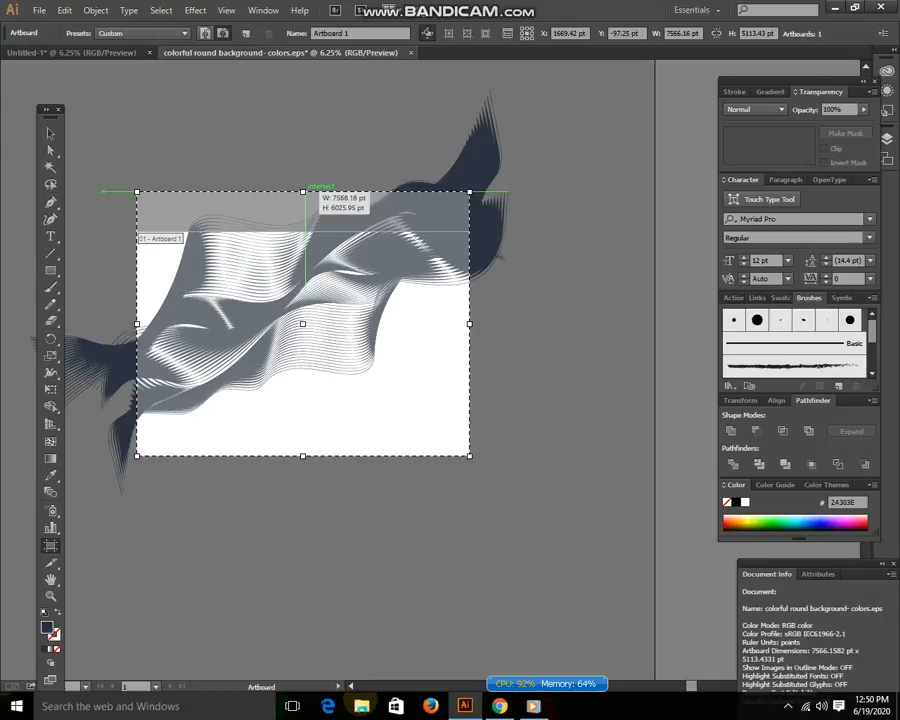 Ai File Edit Object Type Select Effect View Window Help Br St www.BANDICAM.com Essentials
Artboard Presets: Custom Name: Artboard 1 X: 1669.42 pt Y: -97.25 pt W: 7566.16 pt H: 5113.43 pt Artboards: 1
Untitled-1* @ 6.25% (RGB/Preview) × colorful round background- colors.eps* @ 6.25% (RGB/Preview) ×
Stroke Gradient Transparency
Normal Opacity: 100%
Make Mask
Clip
Invert Mask
Character Paragraph OpenType
Touch Type Tool
Myriad Pro
Regular
12 pt (14.4 pt)
Auto 0
Action Links Swatc Brushes Symbo
Basic
Transform Align Pathfinder
Shape Modes:
Expand
Pathfinders:
Color Color Guide Color Themes
# 2A303E
Document Info Attributes
Document:
Name: colorful round background- colors.eps
Color Mode: RGB color
Color Profile: sRGB IEC61966-2.1
Ruler Units: points
Artboard Dimensions: 7566.1582 pt x
5113.4331 pt
Show Images in Outline Mode: OFF
Highlight Substituted Fonts: OFF
Highlight Substituted Glyphs: OFF
intersect
W: 7566.16 pt
H: 6025.95 pt
01 - Artboard 1
1 Artboard
CPU: 92% Memory: 64%
Search Windows
12:50 PM
6/19/2020